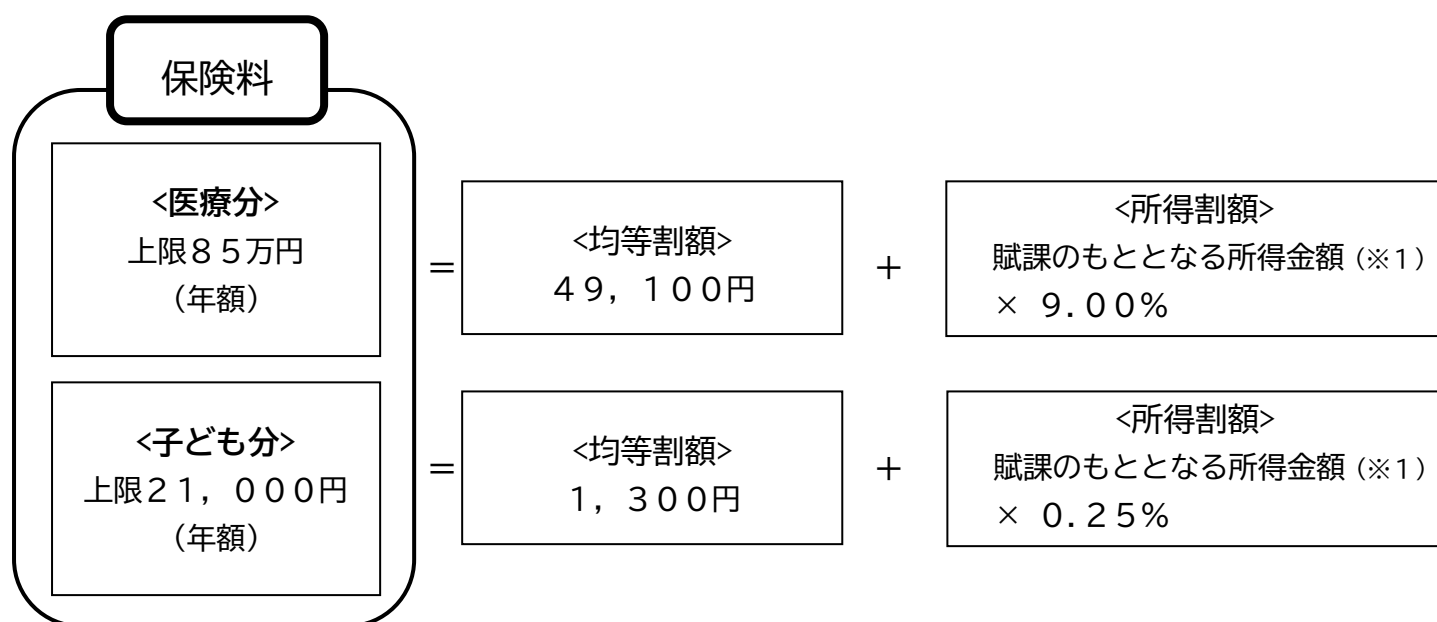 保険料
<医療分>
上限８５万円
（年額）
＝
<均等割額>
４９，１００円
＋
<所得割額>
賦課のもととなる所得金額（※１）
× ９.００％
<子ども分>
上限２１，０００円
（年額）
＝
<均等割額>
１，３００円
＋
<所得割額>
賦課のもととなる所得金額（※１）
× ０.２５％